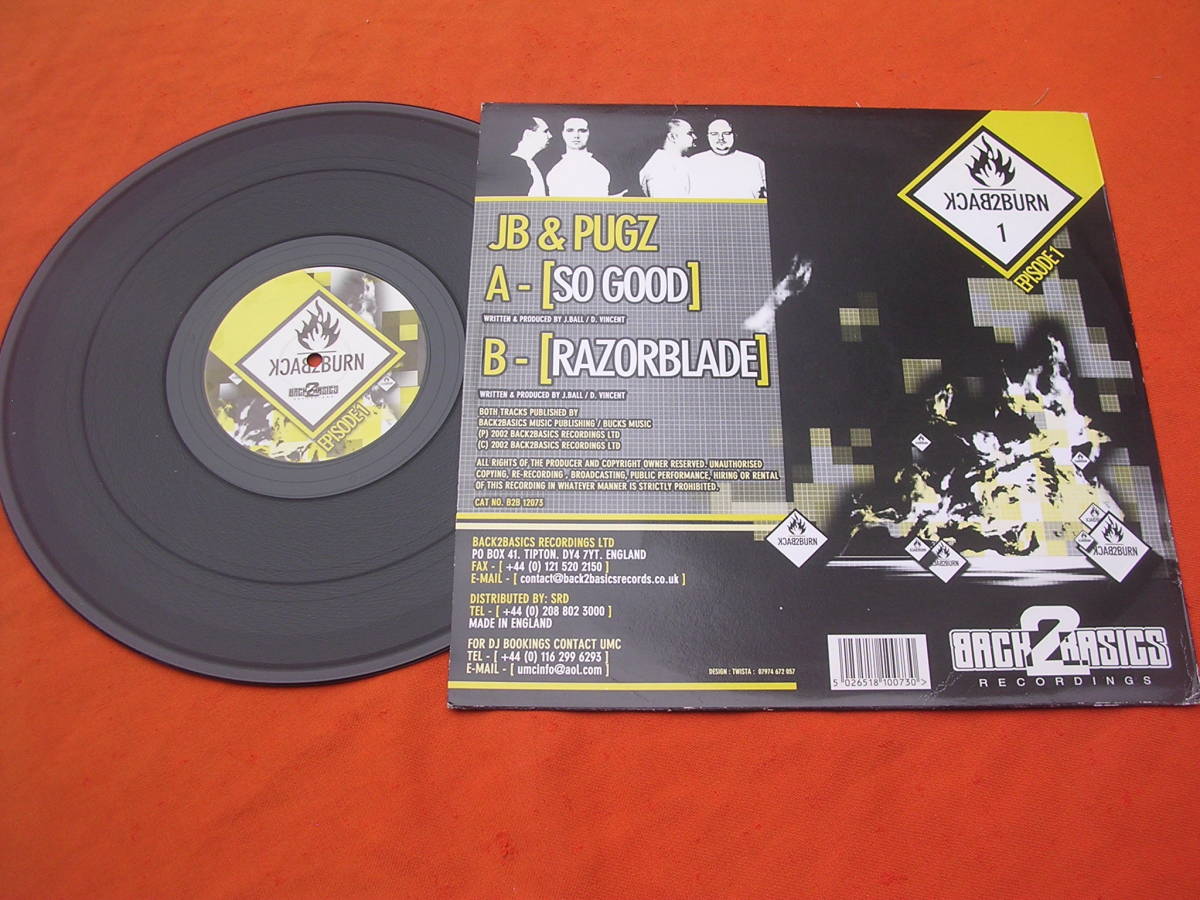 JB & PUGZ
A - [SO GOOD]
WRITTEN & PRODUCED BY J.BALL / D. VINCENT
B - [RAZORBLADE]
WRITTEN & PRODUCED BY J.BALL / D. VINCENT
BOTH TRACKS PUBLISHED BY
BACK2BASICS MUSIC PUBLISHING / BUCKS MUSIC
(P) 2002 BACK2BASICS RECORDINGS LTD
(C) 2002 BACK2BASICS RECORDINGS LTD
ALL RIGHTS OF THE PRODUCER AND COPYRIGHT OWNER RESERVED. UNAUTHORISED
COPYING, RE-RECORDING , BROADCASTING, PUBLIC PERFORMANCE, HIRING OR RENTAL
OF THIS RECORDING IN WHATEVER MANNER IS STRICTLY PROHIBITED.
CAT NO. B2B 12073
BACK2BASICS RECORDINGS LTD
PO BOX 41. TIPTON. DY4 7YT. ENGLAND
FAX - [ +44 (0) 121 520 2150 ]
E-MAIL - [ contact@back2basicsrecords.co.uk ]
DISTRIBUTED BY: SRD
TEL - [ +44 (0) 208 802 3000 ]
MADE IN ENGLAND
FOR DJ BOOKINGS CONTACT UMC
TEL - [ +44 (0) 116 299 6293 ]
E-MAIL - [ umcinfo@aol.com ]
DESIGN : TWISTA : 07974 672 057
BACK2BURN
1
EPISODE:1
BACK2BURN
BACK2BURN
BACK2BURN
5 026518 100730 >
BACK2BASICS
RECORDINGS
BACK2BURN
BACK2BASICS
RECORDINGS
EPISODE:1